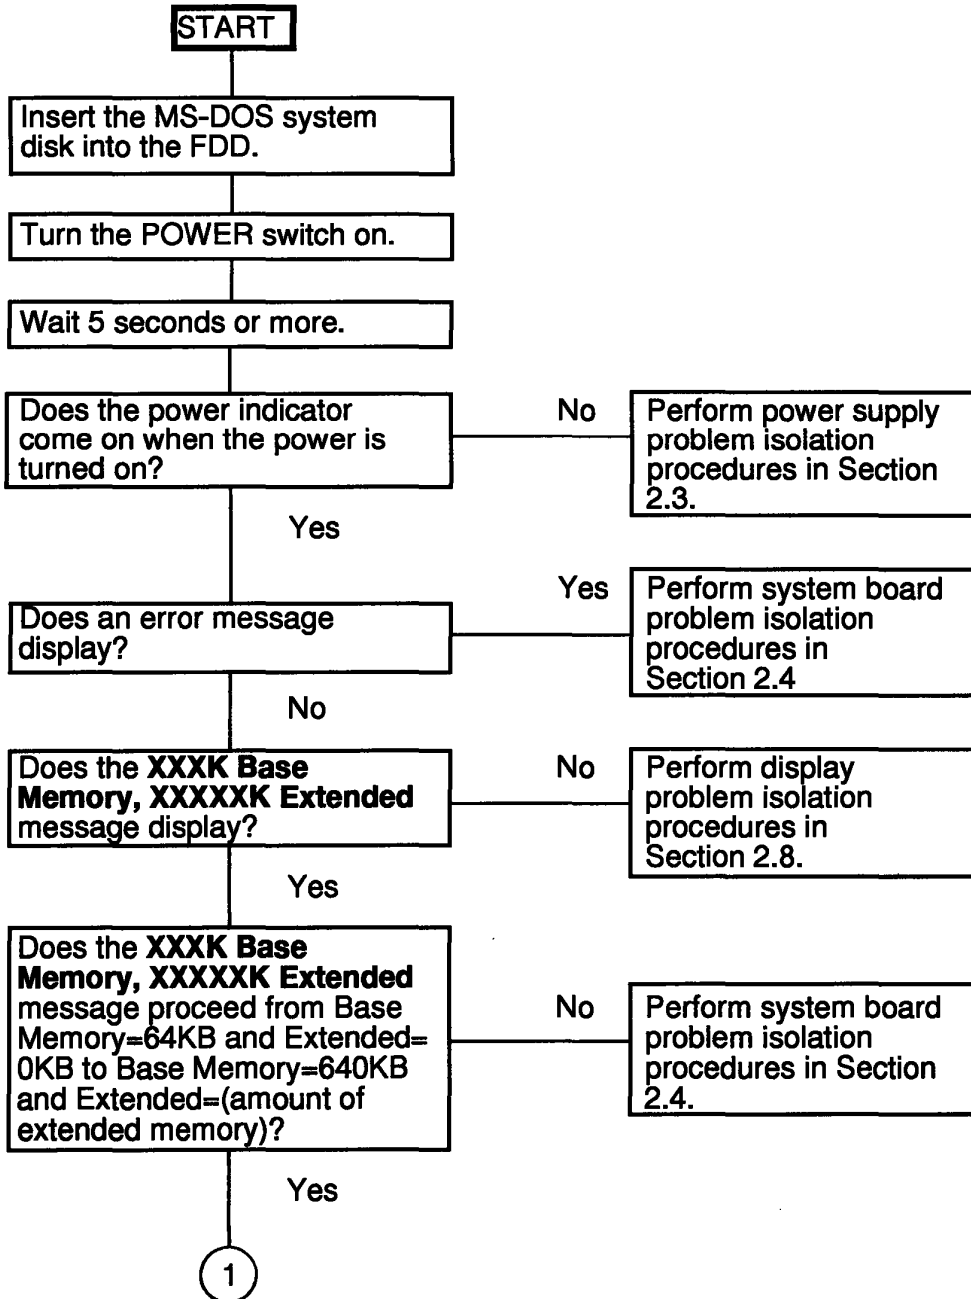 START
Insert the MS-DOS system
disk into the FDD.
Turn the POWER switch on.
Wait 5 seconds or more.
Does the power indicator
come on when the power is
turned on?
No
Perform power supply
problem isolation
procedures in Section
2.3.
Yes
Does an error message
display?
Yes
Perform system board
problem isolation
procedures in
Section 2.4
No
Does the XXXK Base
Memory, XXXXXK Extended
message display?
No
Perform display
problem isolation
procedures in
Section 2.8.
Yes
Does the XXXK Base
Memory, XXXXXK Extended
message proceed from Base
Memory=64KB and Extended=
0KB to Base Memory=640KB
and Extended=(amount of
extended memory)?
No
Perform system board
problem isolation
procedures in Section
2.4.
Yes
1